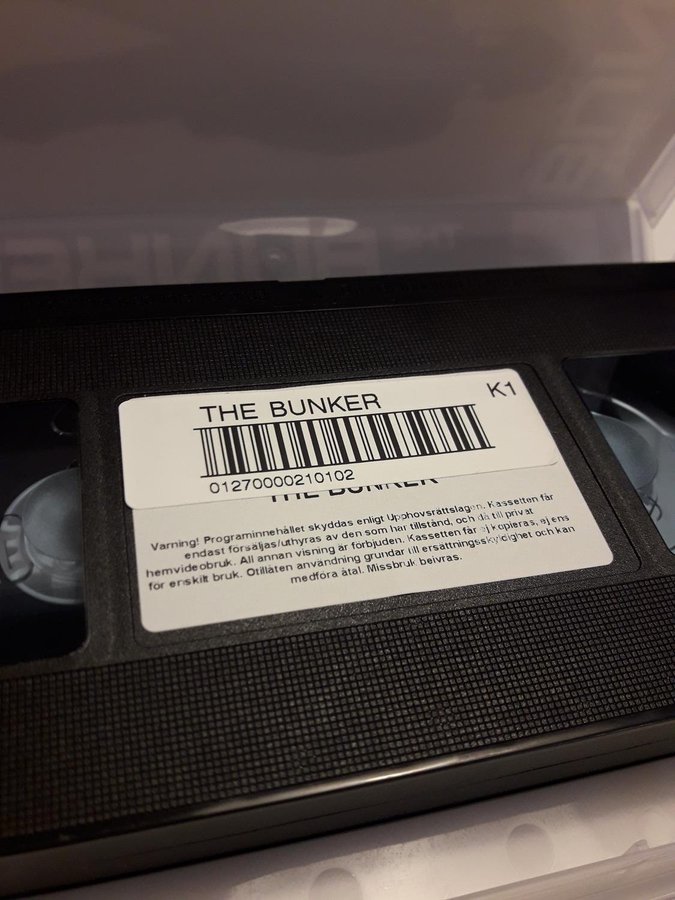 THE BUNKER
K1
01270000210102
THE BUNKER
Varning! Programinnehållet skyddas enligt Upphovsrättslagen. Kassetten får
endast försäljas/uthyras av den som har tillstånd, och då till privat
hemvideobruk. All annan visning är förbjuden. Kassetten får ej kopieras, ej ens
för enskilt bruk. Otillåten användning grundar till ersättningsskyldighet och kan
medföra åtal. Missbruk beivras.